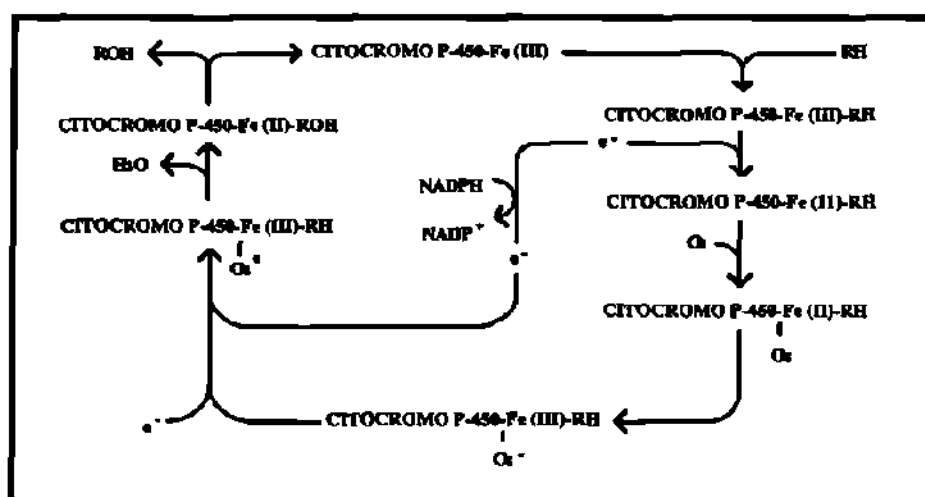 ROH
CITOCROMO P-450-Fe (III)
RH
CITOCROMO P-450-Fe (III)-RH
CITOCROMO P-450-Fe (II)-ROH
e⁻
NADPH
NADP⁺
CITOCROMO P-450-Fe (II)-RH
CITOCROMO P-450-Fe (III)-RH
O₂
e⁻
CITOCROMO P-450-Fe (II)-RH
O₂
CITOCROMO P-450-Fe (III)-RH
O₂⁻
e⁻